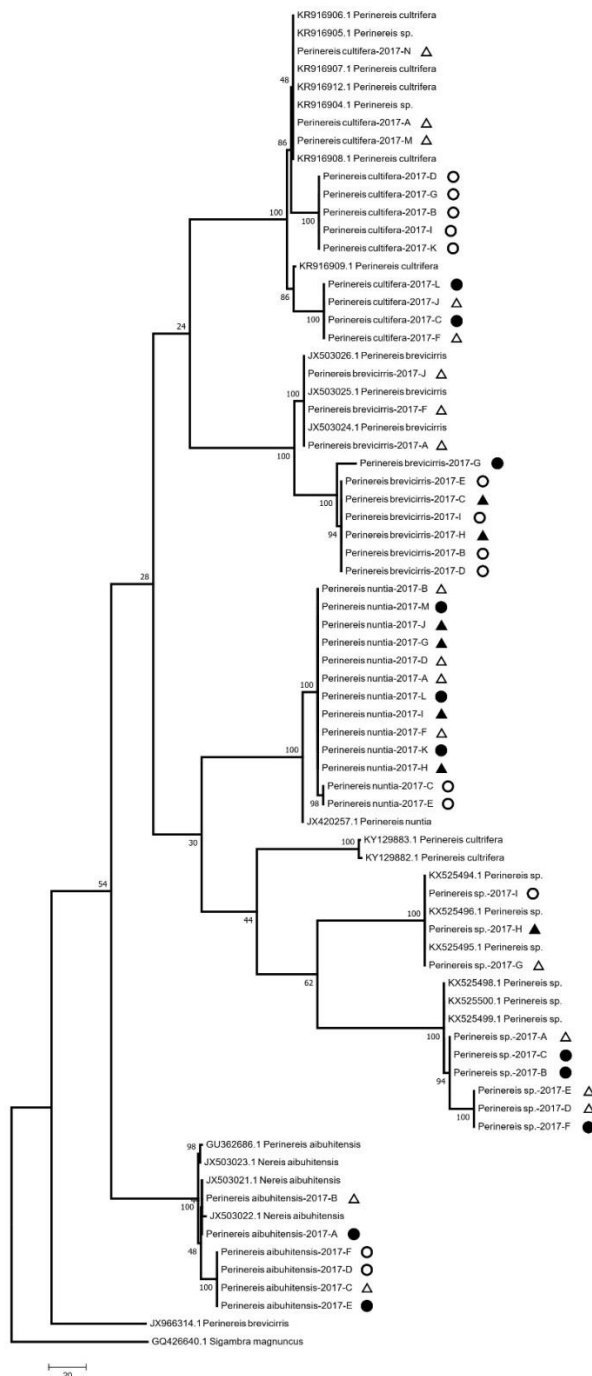 KR916906.1 Perinereis cultrifera
KR916905.1 Perinereis sp.
Perinereis cultifera-2017-N
48
KR916907.1 Perinereis cultrifera
KR916912.1 Perinereis cultrifera
KR916904.1 Perinereis sp.
Perinereis cultifera-2017-A
Perinereis cultifera-2017-M
86
KR916908.1 Perinereis cultrifera
Perinereis cultifera-2017-D
Perinereis cultifera-2017-G
100
Perinereis cultifera-2017-B
100
Perinereis cultifera-2017-I
Perinereis cultifera-2017-K
KR916909.1 Perinereis cultrifera
86
Perinereis cultifera-2017-L
Perinereis cultifera-2017-J
100
Perinereis cultifera-2017-C
24
Perinereis cultifera-2017-F
JX503026.1 Perinereis brevicirris
Perinereis brevicirris-2017-J
100
JX503025.1 Perinereis brevicirris
Perinereis brevicirris-2017-F
JX503024.1 Perinereis brevicirris
Perinereis brevicirris-2017-A
100
Perinereis brevicirris-2017-G
Perinereis brevicirris-2017-E
100
Perinereis brevicirris-2017-C
Perinereis brevicirris-2017-I
94
Perinereis brevicirris-2017-H
Perinereis brevicirris-2017-B
Perinereis brevicirris-2017-D
28
Perinereis nuntia-2017-B
Perinereis nuntia-2017-M
Perinereis nuntia-2017-J
Perinereis nuntia-2017-G
Perinereis nuntia-2017-D
100
Perinereis nuntia-2017-A
Perinereis nuntia-2017-L
Perinereis nuntia-2017-I
Perinereis nuntia-2017-F
100
Perinereis nuntia-2017-K
Perinereis nuntia-2017-H
Perinereis nuntia-2017-C
98
Perinereis nuntia-2017-E
JX420257.1 Perinereis nuntia
30
KY129883.1 Perinereis cultrifera
100
KY129882.1 Perinereis cultrifera
KX525494.1 Perinereis sp.
Perinereis sp.-2017-I
44
100
KX525496.1 Perinereis sp.
Perinereis sp.-2017-H
KX525495.1 Perinereis sp.
Perinereis sp.-2017-G
62
KX525498.1 Perinereis sp.
KX525500.1 Perinereis sp.
KX525499.1 Perinereis sp.
100
Perinereis sp.-2017-A
Perinereis sp.-2017-C
94
Perinereis sp.-2017-B
Perinereis sp.-2017-E
100
Perinereis sp.-2017-D
Perinereis sp.-2017-F
54
98
GU362686.1 Perinereis aibuhitensis
JX503023.1 Nereis aibuhitensis
JX503021.1 Nereis aibuhitensis
Perinereis aibuhitensis-2017-B
100
JX503022.1 Nereis aibuhitensis
Perinereis aibuhitensis-2017-A
48
Perinereis aibuhitensis-2017-F
Perinereis aibuhitensis-2017-D
100
Perinereis aibuhitensis-2017-C
Perinereis aibuhitensis-2017-E
JX966314.1 Perinereis brevicirris
GQ426640.1 Sigambra magnuncus
20